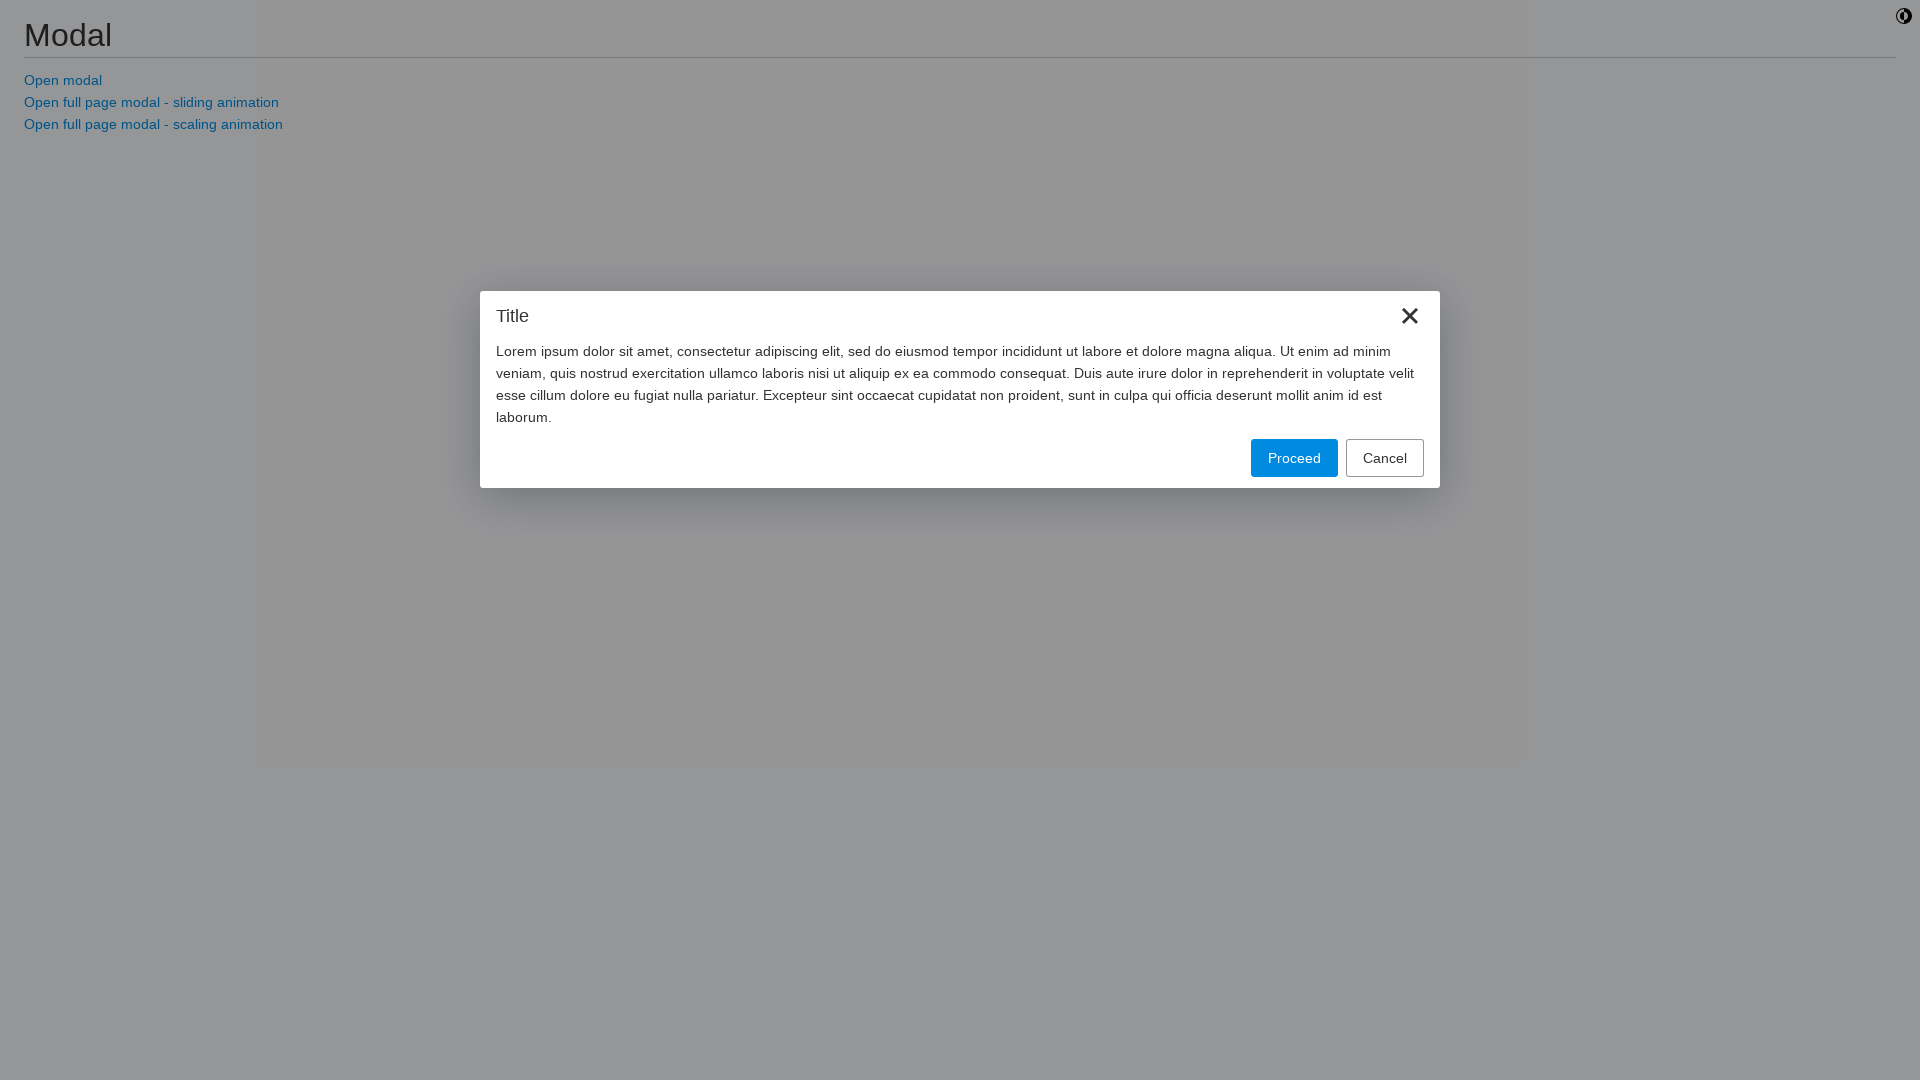 Modal
Open modal
Open full page modal - sliding animation
Open full page modal - scaling animation
Title
Lorem ipsum dolor sit amet, consectetur adipiscing elit, sed do eiusmod tempor incididunt ut labore et dolore magna aliqua. Ut enim ad minim
veniam, quis nostrud exercitation ullamco laboris nisi ut aliquip ex ea commodo consequat. Duis aute irure dolor in reprehenderit in voluptate velit
esse cillum dolore eu fugiat nulla pariatur. Excepteur sint occaecat cupidatat non proident, sunt in culpa qui officia deserunt mollit anim id est
laborum.
Proceed
Cancel